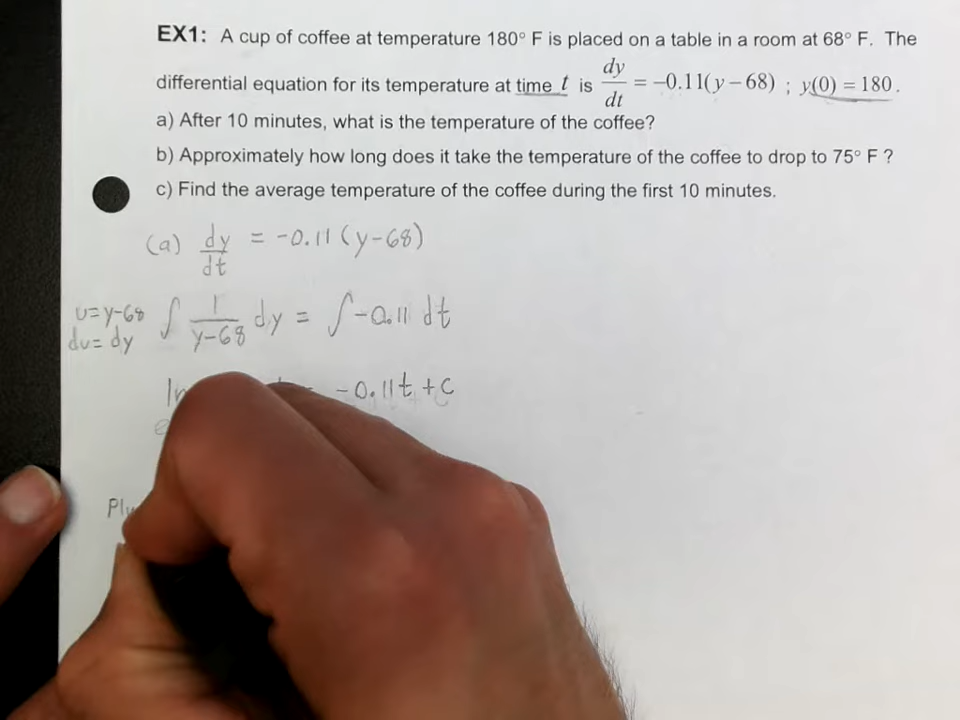 EX1: A cup of coffee at temperature 180° F is placed on a table in a room at 68° F. The
differential equation for its temperature at time t is dy/dt = -0.11(y-68) ; y(0) = 180.
a) After 10 minutes, what is the temperature of the coffee?
b) Approximately how long does it take the temperature of the coffee to drop to 75° F ?
c) Find the average temperature of the coffee during the first 10 minutes.
(a) dy/dt = -0.11 (y-68)
u=y-68 ∫ 1/(y-68) dy = ∫-0.11 dt
du= dy
-0.11t + C